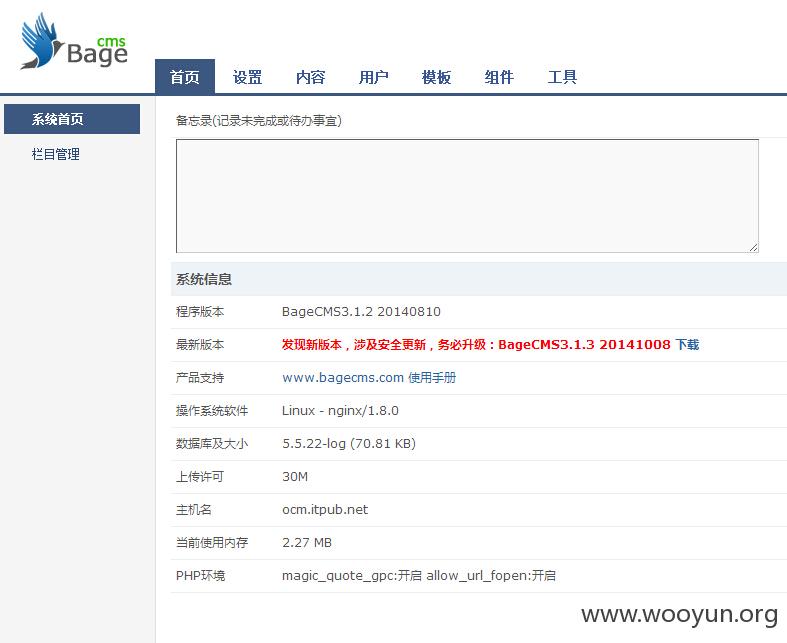 cms
Bage
首页 设置 内容 用户 模板 组件 工具
系统首页
栏目管理
备忘录(记录未完成或待办事宜)
系统信息
程序版本 BageCMS3.1.2 20140810
最新版本 发现新版本，涉及安全更新，务必升级：BageCMS3.1.3 20141008 下载
产品支持 www.bagecms.com 使用手册
操作系统软件 Linux - nginx/1.8.0
数据库及大小 5.5.22-log (70.81 KB)
上传许可 30M
主机名 ocm.itpub.net
当前使用内存 2.27 MB
PHP环境 magic_quote_gpc:开启 allow_url_fopen:开启
www.wooyun.org